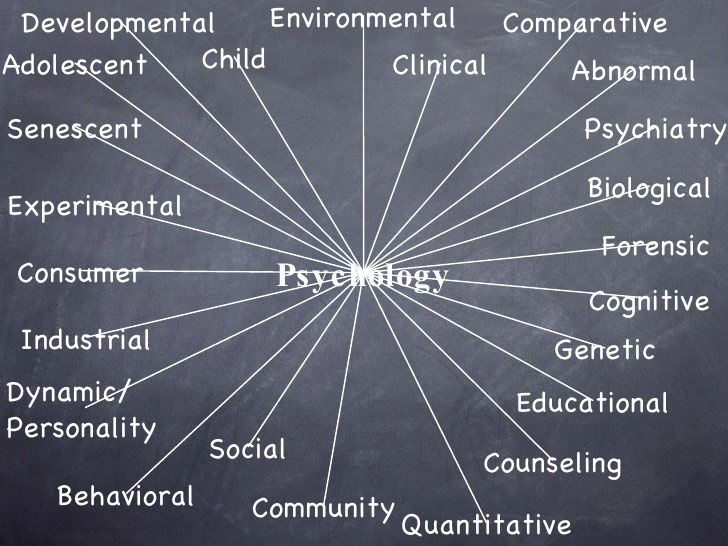 Developmental
Environmental
Comparative
Adolescent
Child
Clinical
Abnormal
Senescent
Psychiatry
Biological
Experimental
Forensic
Consumer
Psychology
Cognitive
Industrial
Genetic
Dynamic/
Personality
Educational
Social
Counseling
Behavioral
Community
Quantitative